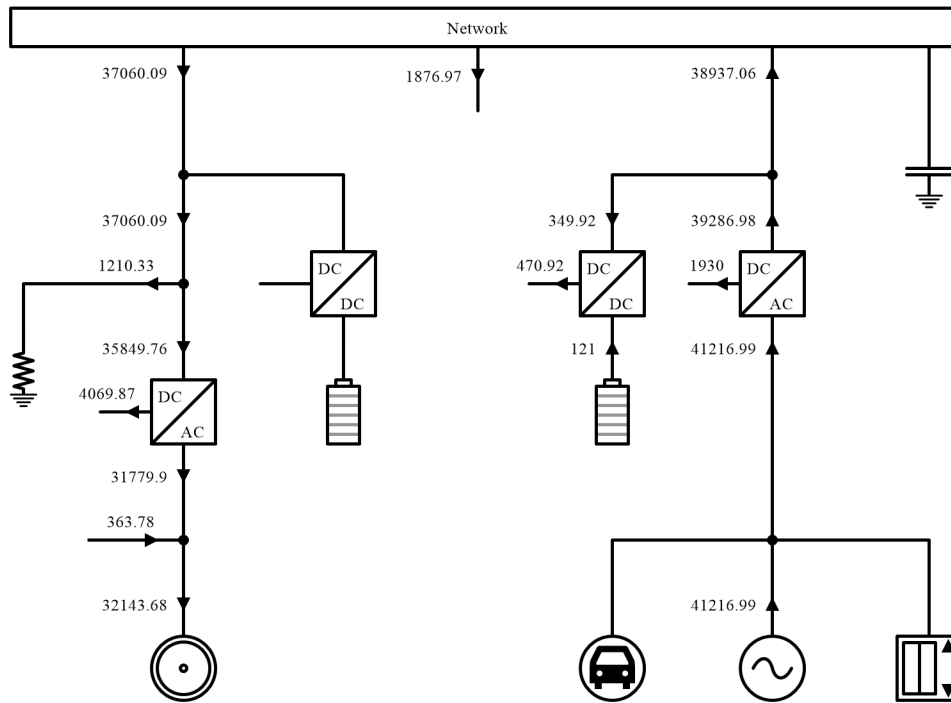 Network
37060.09
1876.97
38937.06
37060.09
349.92
39286.98
1210.33
DC
DC
470.92
DC
DC
1930
DC
AC
35849.76
121
41216.99
4069.87
DC
AC
31779.9
363.78
32143.68
41216.99